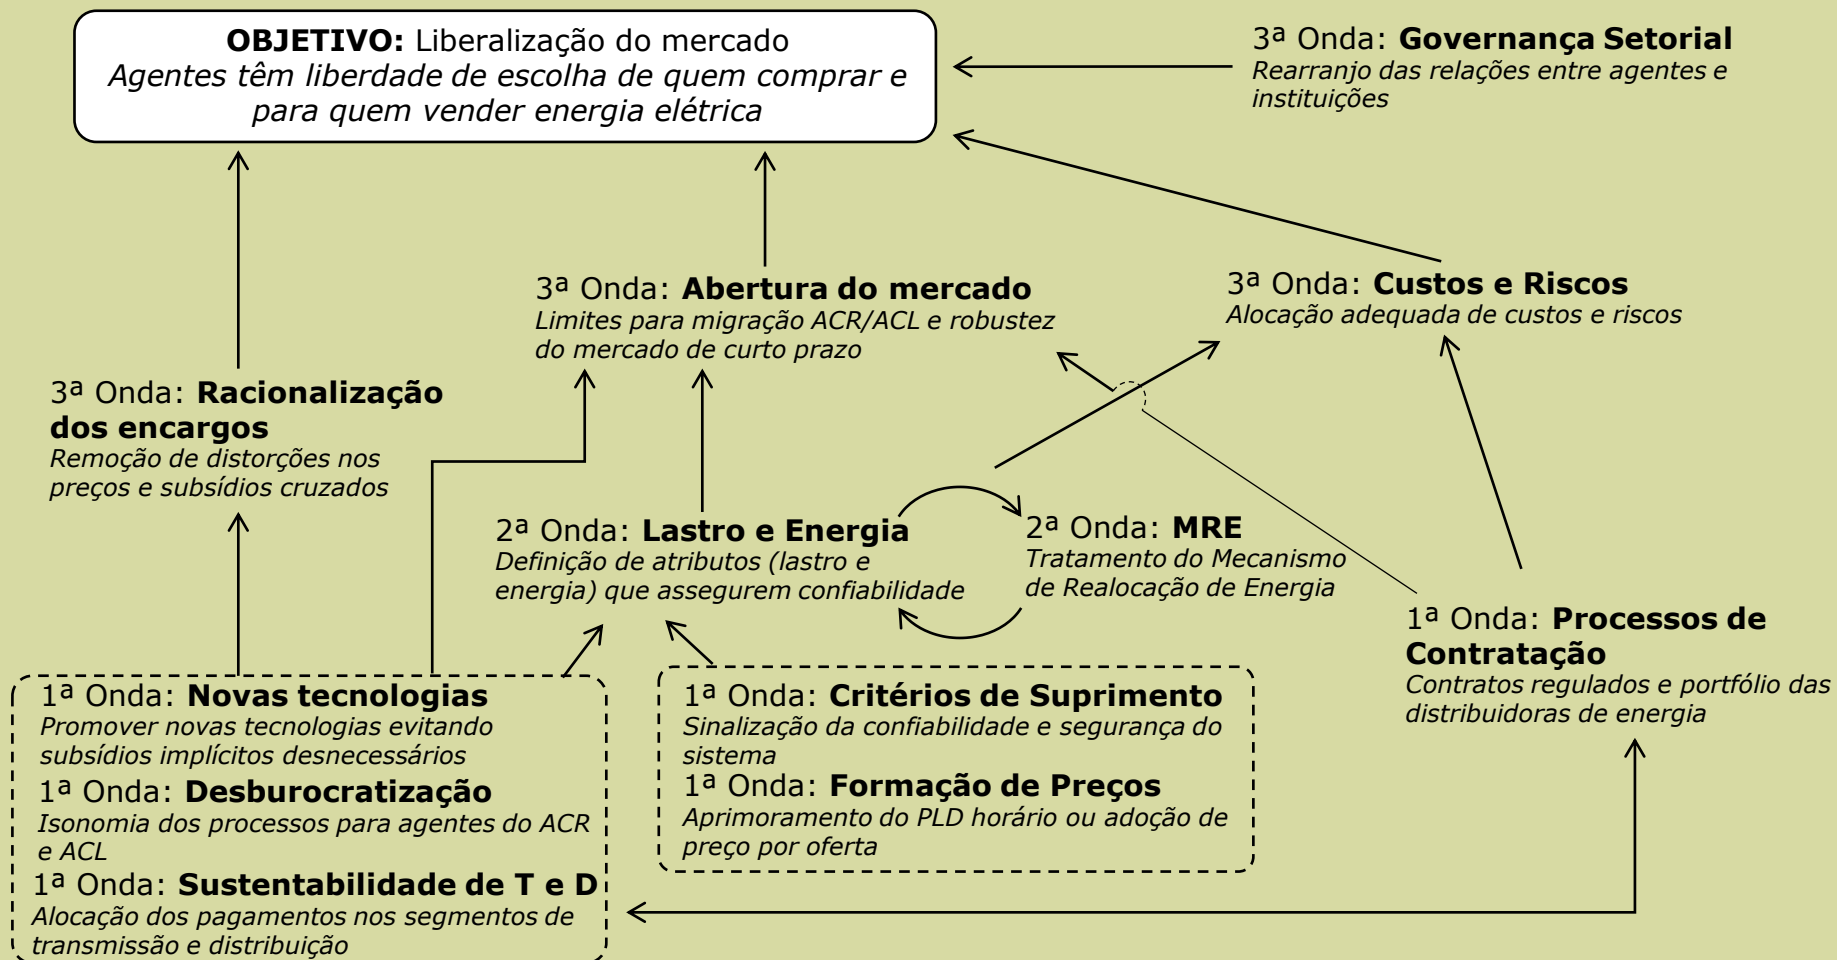 OBJETIVO: Liberalização do mercado
Agentes têm liberdade de escolha de quem comprar e
para quem vender energia elétrica
3ª Onda: Governança Setorial
Rearranjo das relações entre agentes e
instituições
3ª Onda: Abertura do mercado
Limites para migração ACR/ACL e robustez
do mercado de curto prazo
3ª Onda: Custos e Riscos
Alocação adequada de custos e riscos
3ª Onda: Racionalização
dos encargos
Remoção de distorções nos
preços e subsídios cruzados
2ª Onda: Lastro e Energia
Definição de atributos (lastro e
energia) que assegurem confiabilidade
2ª Onda: MRE
Tratamento do Mecanismo
de Realocação de Energia
1ª Onda: Processos de
Contratação
Contratos regulados e portfólio das
distribuidoras de energia
1ª Onda: Novas tecnologias
Promover novas tecnologias evitando
subsídios implícitos desnecessários
1ª Onda: Desburocratização
Isonomia dos processos para agentes do ACR
e ACL
1ª Onda: Sustentabilidade de T e D
Alocação dos pagamentos nos segmentos de
transmissão e distribuição
1ª Onda: Critérios de Suprimento
Sinalização da confiabilidade e segurança do
sistema
1ª Onda: Formação de Preços
Aprimoramento do PLD horário ou adoção de
preço por oferta